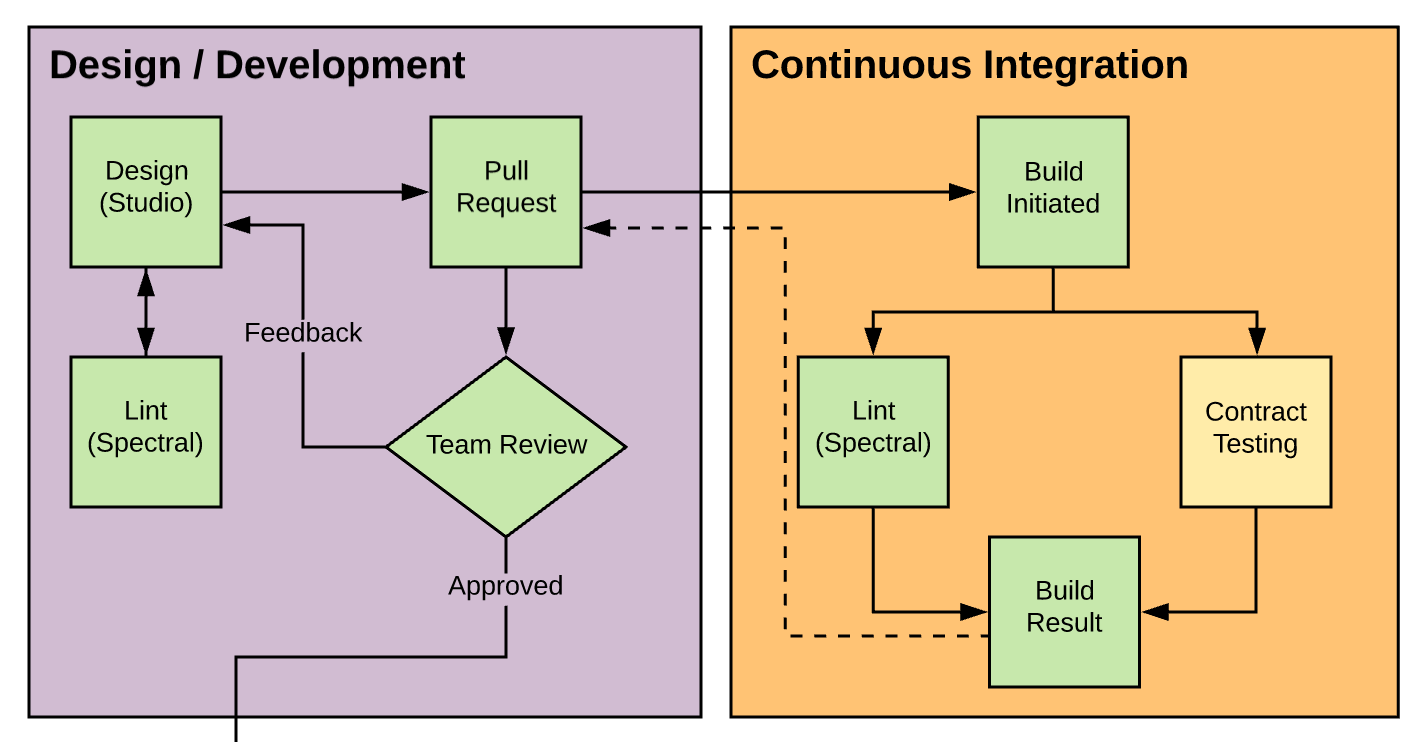 Design / Development
Continuous Integration
Design
(Studio)
Pull
Request
Build
Initiated
Feedback
Lint
(Spectral)
Team Review
Lint
(Spectral)
Contract
Testing
Approved
Build
Result